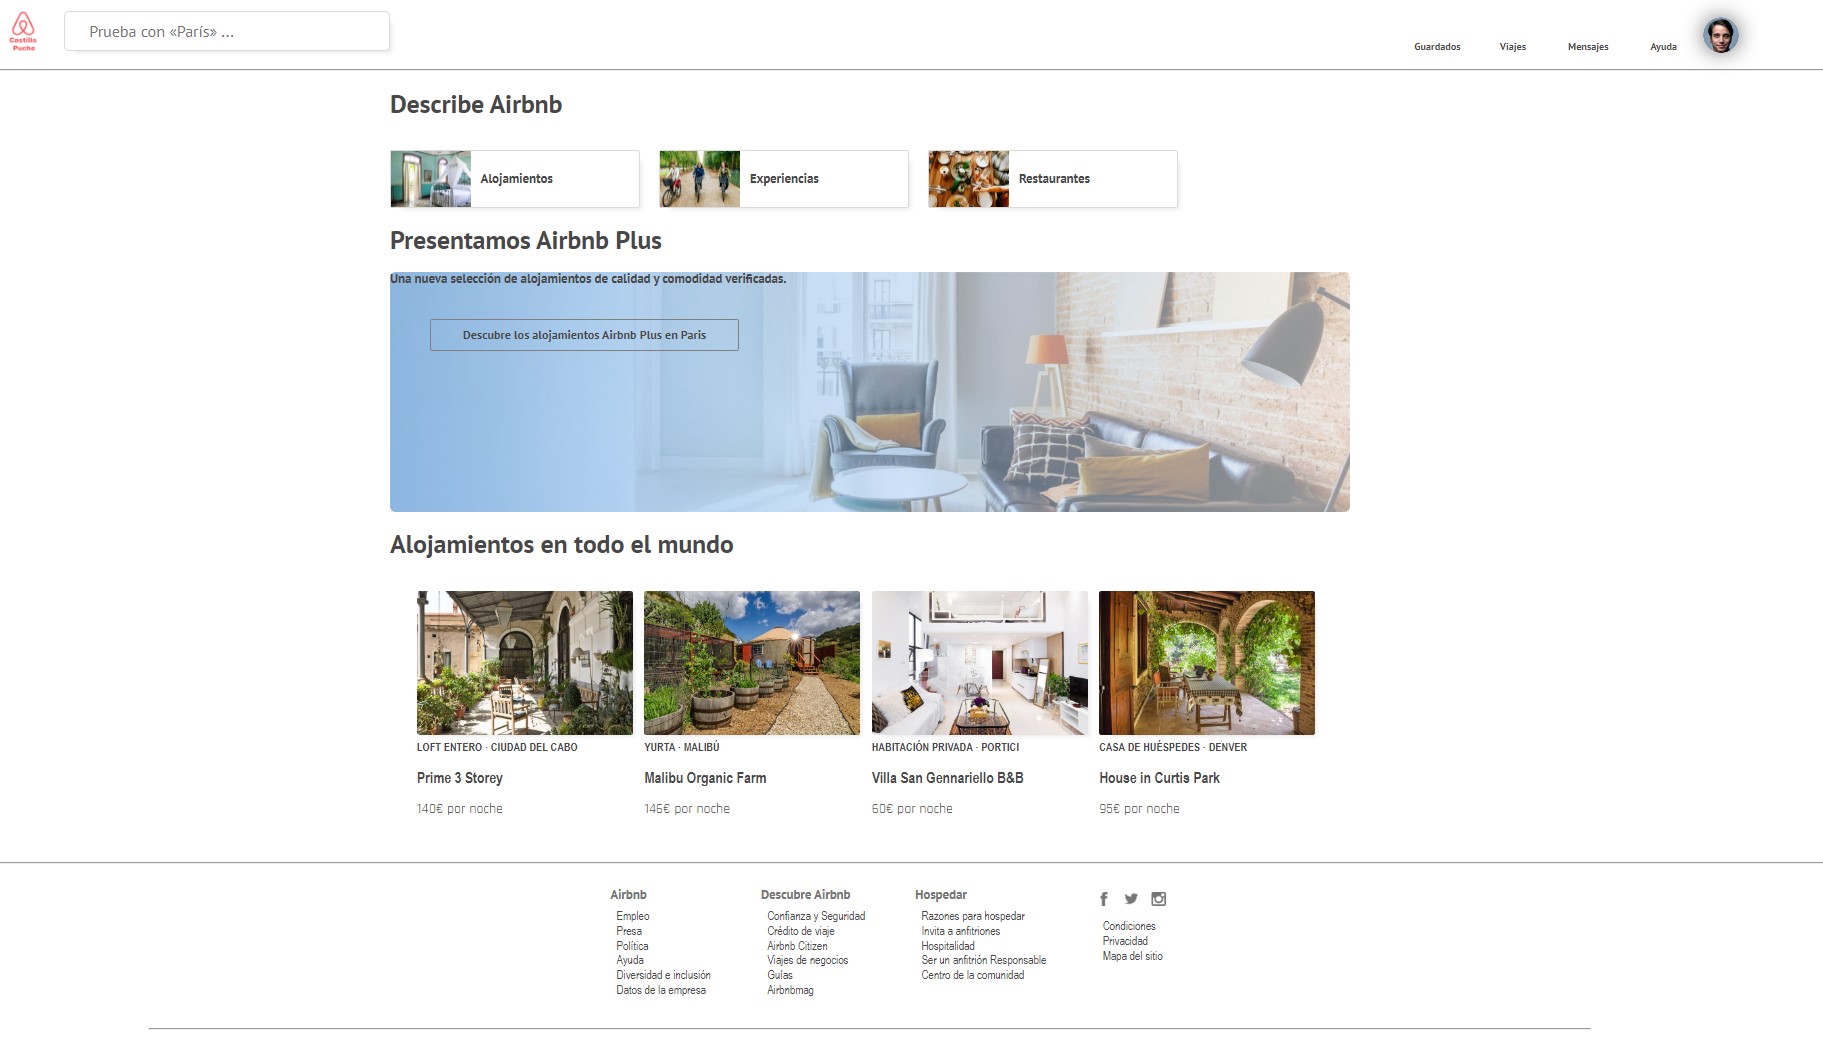 Castillo
Puche
Prueba con «París» ...
Guardados
Viajes
Mensajes
Ayuda
Describe Airbnb
Alojamientos
Experiencias
Restaurantes
Presentamos Airbnb Plus
Una nueva selección de alojamientos de calidad y comodidad verificadas.
Descubre los alojamientos Airbnb Plus en Paris
Alojamientos en todo el mundo
LOFT ENTERO · CIUDAD DEL CABO
Prime 3 Storey
140€ por noche
YURTA · MALIBÚ
Malibu Organic Farm
146€ por noche
HABITACIÓN PRIVADA · PORTICI
Villa San Gennariello B&B
60€ por noche
CASA DE HUÉSPEDES · DENVER
House in Curtis Park
95€ por noche
Airbnb
Empleo
Presa
Política
Ayuda
Diversidad e inclusión
Datos de la empresa
Descubre Airbnb
Confianza y Seguridad
Crédito de viaje
Airbnb Citizen
Viajes de negocios
Guías
Airbnbmag
Hospedar
Razones para hospedar
Invita a anfitriones
Hospitalidad
Ser un anfitrión Responsable
Centro de la comunidad
Condiciones
Privacidad
Mapa del sitio